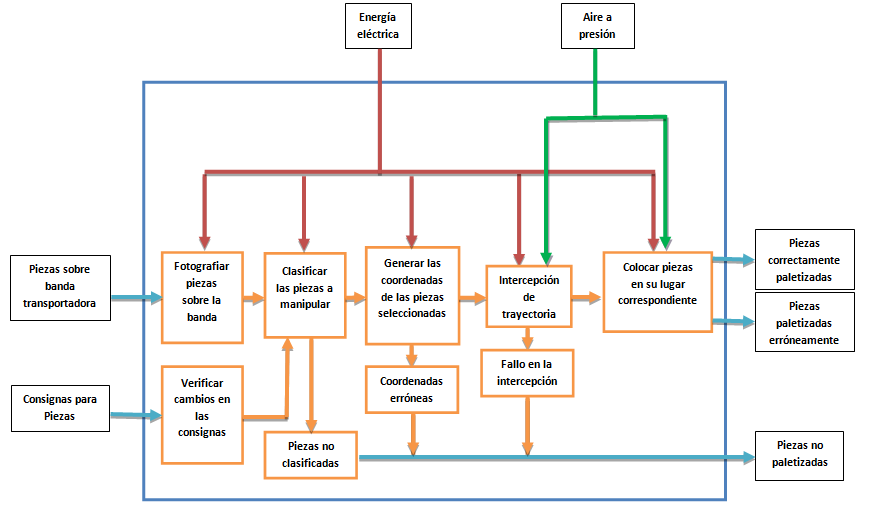 Energía
eléctrica
Aire a
presión
Piezas sobre
banda
transportadora
Fotografiar
piezas
sobre la
banda
Clasificar
las piezas a
manipular
Generar las
coordenadas
de las piezas
seleccionadas
Intercepción
de
trayectoria
Colocar piezas
en su lugar
correspondiente
Piezas
correctamente
paletizadas
Piezas
paletizadas
erróneamente
Consignas para
Piezas
Verificar
cambios en
las
consignas
Coordenadas
erróneas
Fallo en la
intercepción
Piezas no
clasificadas
Piezas no
paletizadas